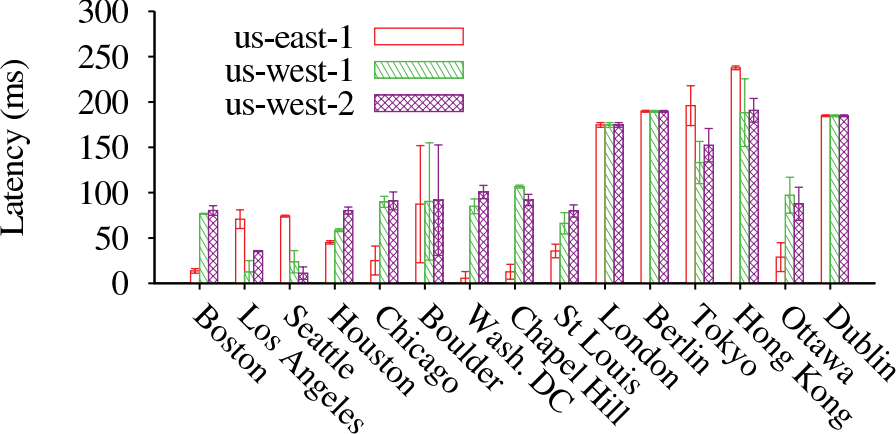 Latency (ms)
300
250
200
150
100
50
0
us-east-1
us-west-1
us-west-2
Boston
Los Angeles
Seattle
Houston
Chicago
Boulder
Wash. DC
Chapel Hill
St Louis
London
Berlin
Tokyo
Hong Kong
Ottawa
Dublin